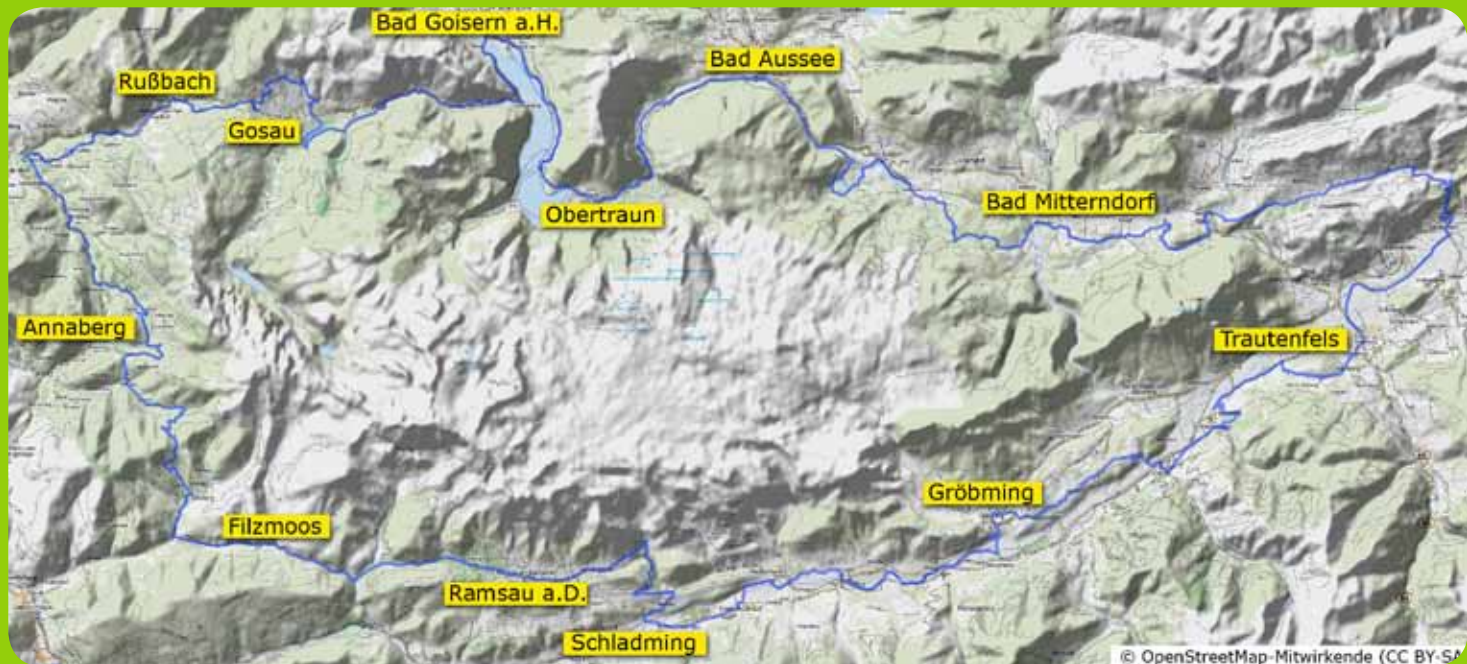 Bad Goisern a.H.
Bad Aussee
Rußbach
Gosau
Obertraun
Bad Mitterndorf
Annaberg
Trautenfels
Gröbming
Filzmoos
Ramsau a.D.
Schladming
© OpenStreetMap-Mitwirkende (CC BY-SA